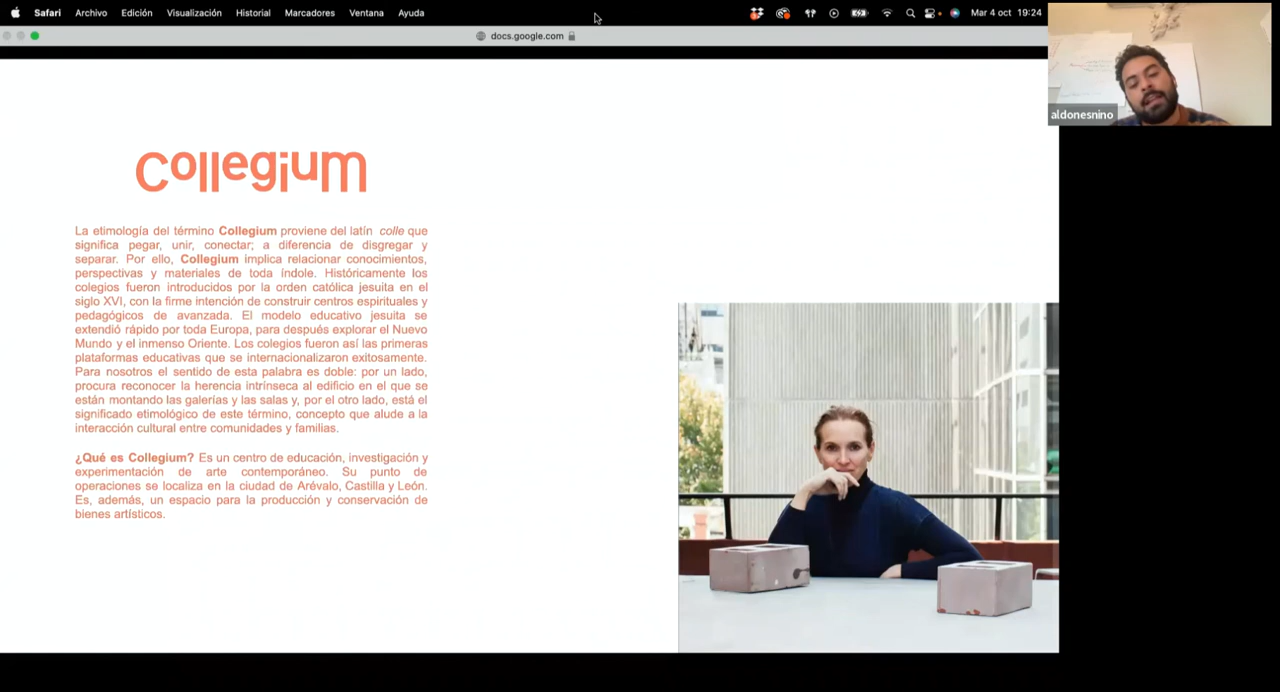 Safari Archivo Edición Visualización Historial Marcadores Ventana Ayuda
Mar 4 oct 19:24
docs.google.com
aldonesnino
collegium
La etimología del término Collegium proviene del latín colle que
significa pegar, unir, conectar; a diferencia de disgregar y
separar. Por ello, Collegium implica relacionar conocimientos,
perspectivas y materiales de toda índole. Históricamente los
colegios fueron introducidos por la orden católica jesuita en el
siglo XVI, con la firme intención de construir centros espirituales y
pedagógicos de avanzada. El modelo educativo jesuita se
extendió rápido por toda Europa, para después explorar el Nuevo
Mundo y el inmenso Oriente. Los colegios fueron así las primeras
plataformas educativas que se internacionalizaron exitosamente.
Para nosotros el sentido de esta palabra es doble: por un lado,
procura reconocer la herencia intrínseca al edificio en el que se
están montando las galerías y las salas y, por el otro lado, está el
significado etimológico de este término, concepto que alude a la
interacción cultural entre comunidades y familias.
¿Qué es Collegium? Es un centro de educación, investigación y
experimentación de arte contemporáneo. Su punto de
operaciones se localiza en la ciudad de Arévalo, Castilla y León.
Es, además, un espacio para la producción y conservación de
bienes artísticos.